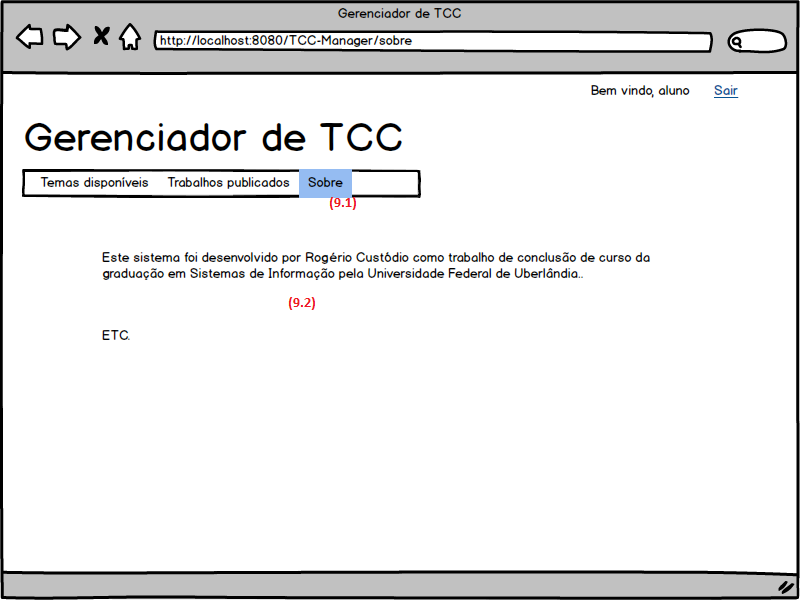 Gerenciador de TCC
http://localhost:8080/TCC-Manager/sobre
Bem vindo, aluno Sair
Gerenciador de TCC
Temas disponíveis Trabalhos publicados Sobre
(9.1)
Este sistema foi desenvolvido por Rogério Custódio como trabalho de conclusão de curso da
graduação em Sistemas de Informação pela Universidade Federal de Uberlândia..
(9.2)
ETC.